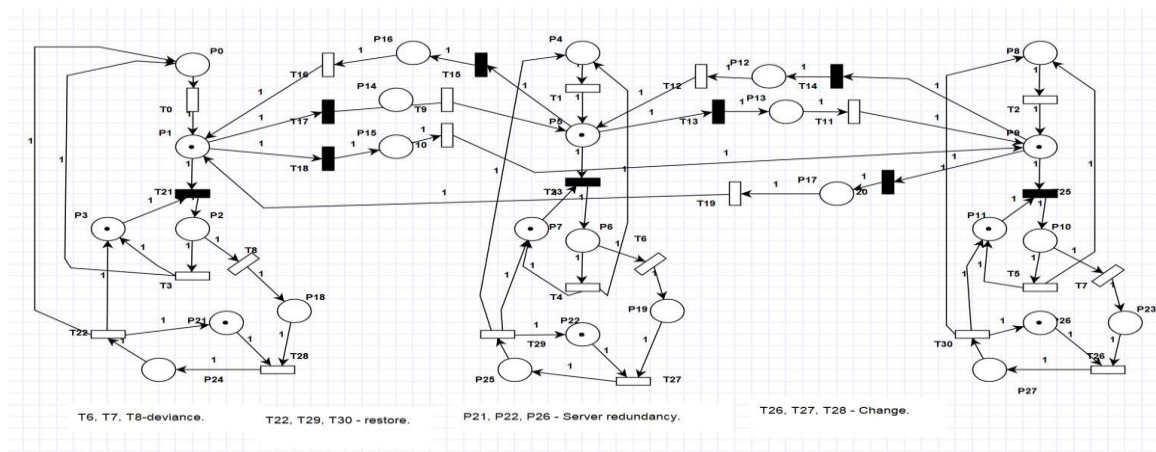 P0
T0
P1
T21
P3
P2
T3
T8
P18
T22
P21
T28
P24
P16
T16
T15
P14
T17
T9
P15
T18
10
P4
T1
P5
T23
P7
P6
T6
T4
P19
T29
P22
P25
T27
P12
T12
T14
P13
T13
T11
P17
T19
20
P8
T2
P9
T25
P11
P10
T5
T7
P23
T30
P26
T26
P27
1
T6, T7, T8-deviance.
T22, T29, T30 - restore.
P21, P22, P26 - Server redundancy.
T26, T27, T28 - Change.